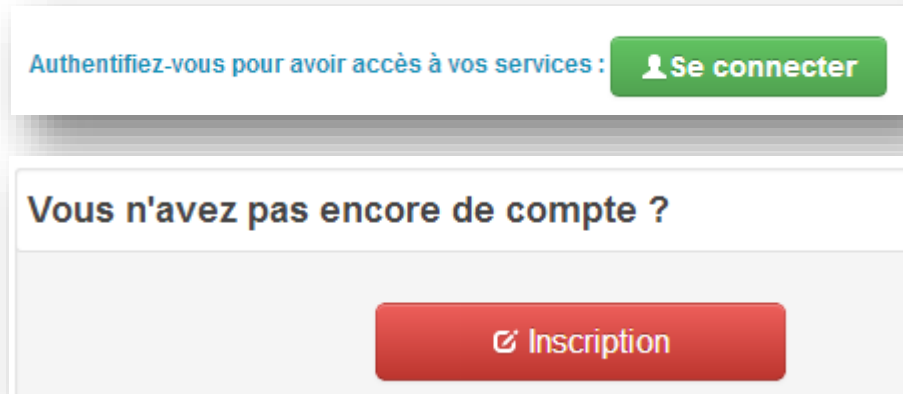 Authentifiez-vous pour avoir accès à vos services : Se connecter
Vous n'avez pas encore de compte ?
Inscription